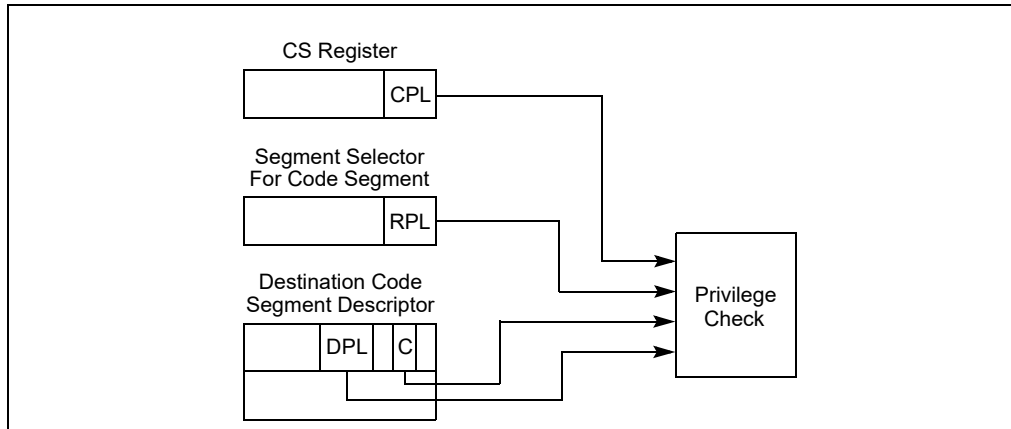 CS Register
CPL
Segment Selector
For Code Segment
RPL
Destination Code
Segment Descriptor
DPL
C
Privilege
Check